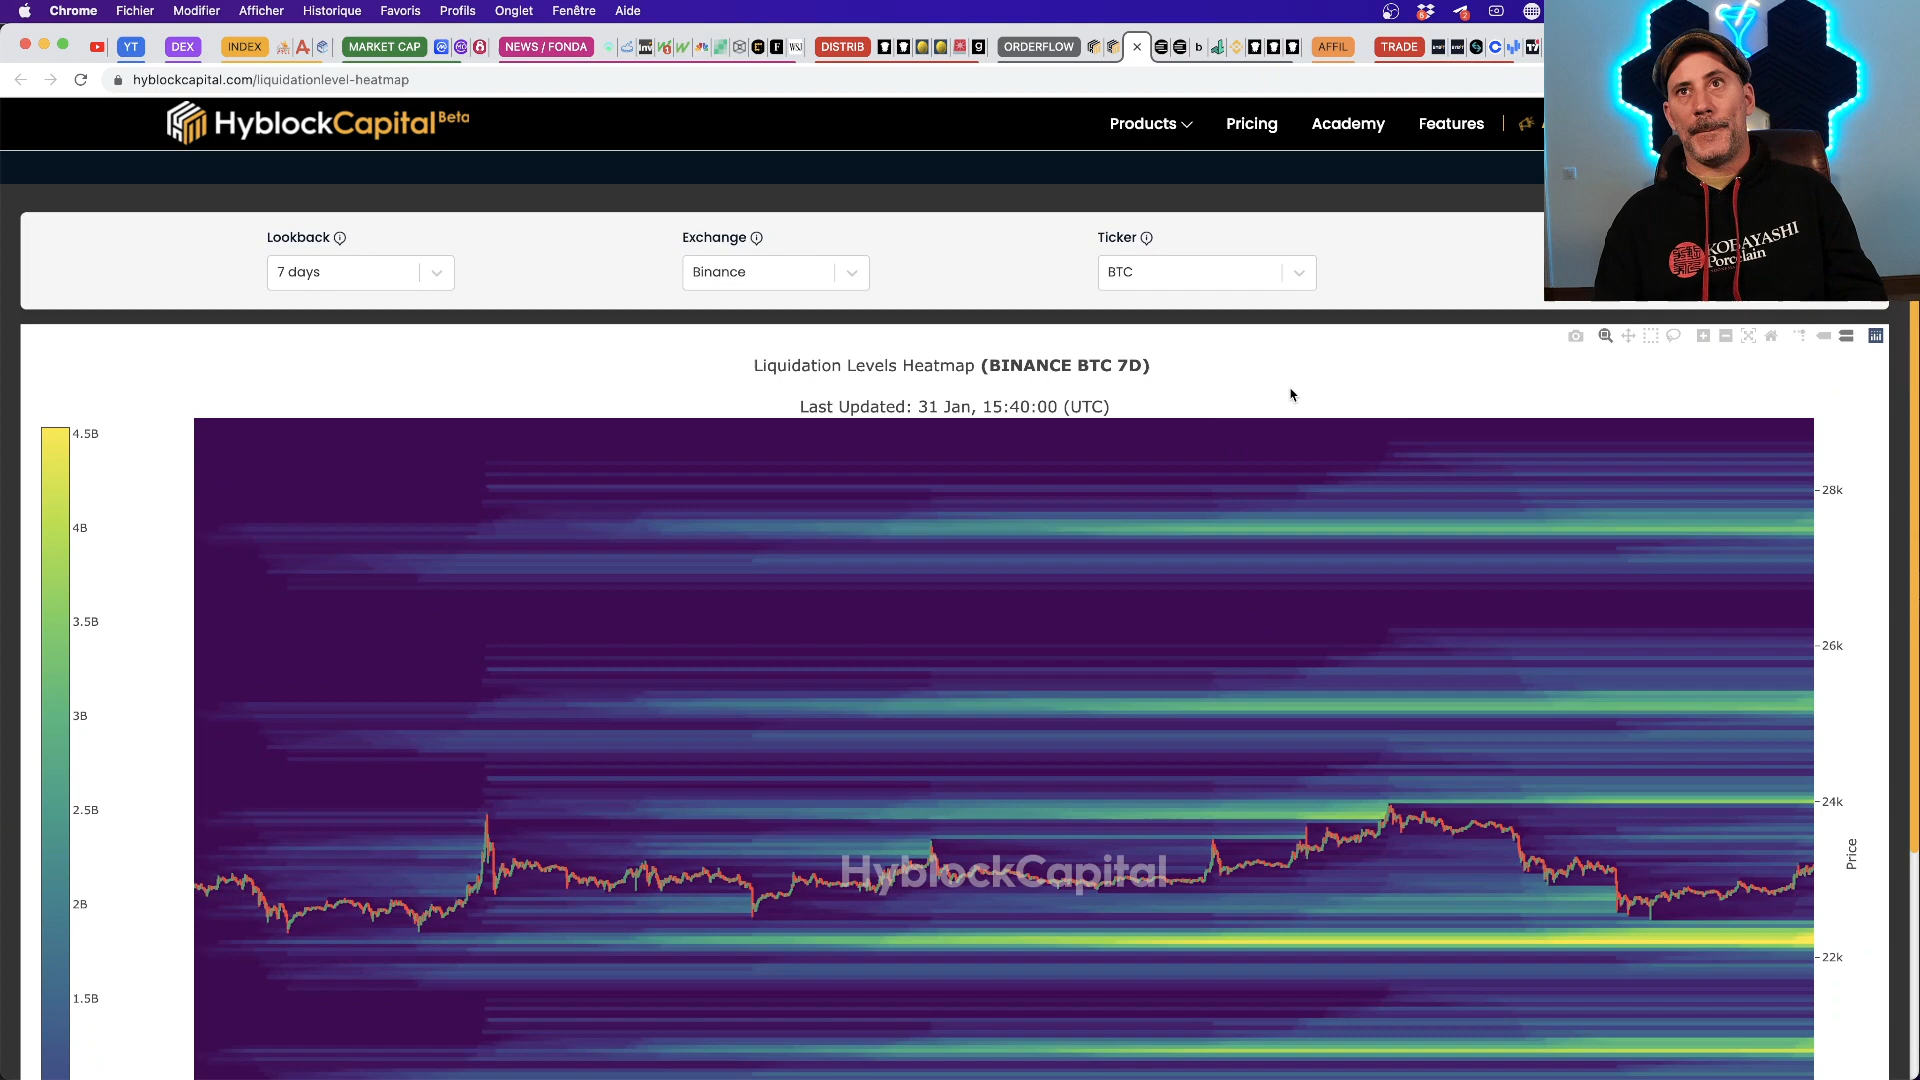 Chrome Fichier Modifier Afficher Historique Favoris Profils Onglet Fenêtre Aide
YT DEX INDEX MARKET CAP NEWS / FONDA Inv WSJ DISTRIB ORDERFLOW AFFIL TRADE
hyblockcapital.com/liquidationlevel-heatmap
HyblockCapital Beta
Products Pricing Academy Features
KOBAYASHI
Porcelain
Lookback Exchange Ticker
7 days Binance BTC
Liquidation Levels Heatmap (BINANCE BTC 7D)
Last Updated: 31 Jan, 15:40:00 (UTC)
4.5B
4B
3.5B
3B
2.5B
2B
1.5B
28k
26k
24k
22k
Price
HyblockCapital